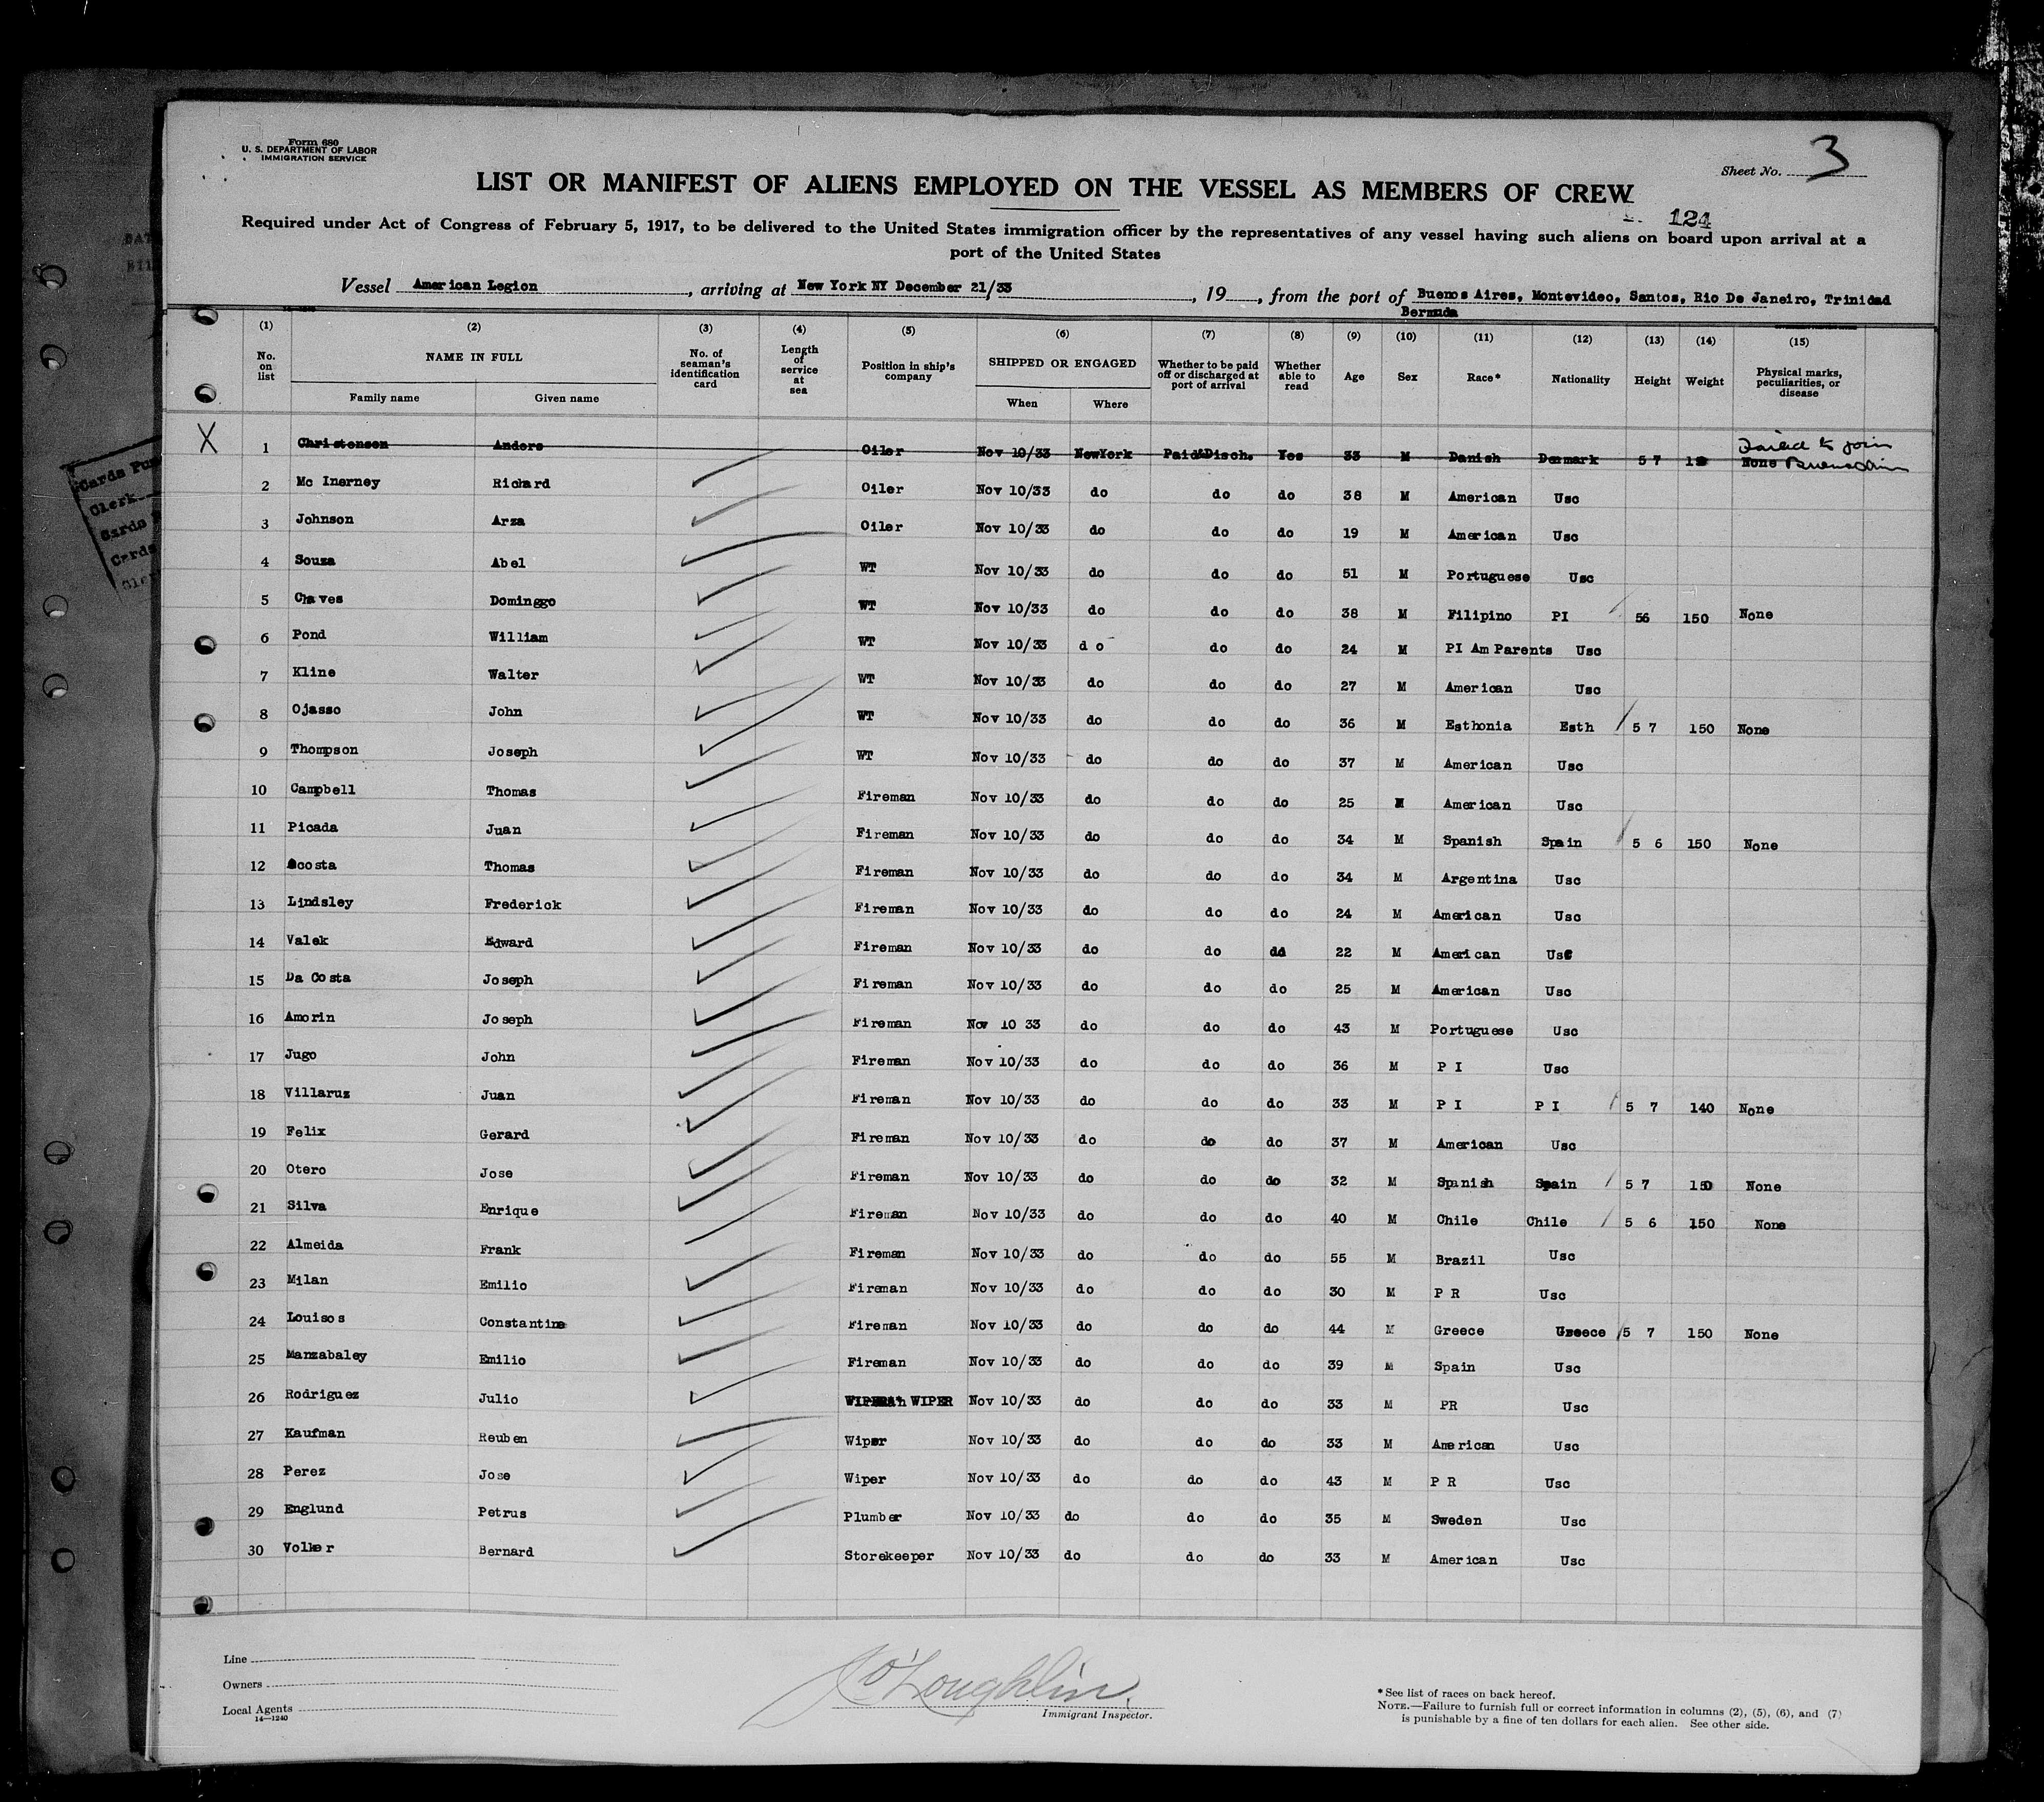 Form 680
U. S. DEPARTMENT OF LABOR
IMMIGRATION SERVICE
Sheet No. 3
LIST OR MANIFEST OF ALIENS EMPLOYED ON THE VESSEL AS MEMBERS OF CREW
124
Required under Act of Congress of February 5, 1917, to be delivered to the United States immigration officer by the representatives of any vessel having such aliens on board upon arrival at a
port of the United States
Vessel American Legion, arriving at New York NY December 21/33, 19, from the port of Buenos Aires, Montevideo, Santos, Rio De Janeiro, Trinidad
Bermuda
(1) (2) (3) (4) (5) (6) (7) (8) (9) (10) (11) (12) (13) (14) (15)
No. on list NAME IN FULL No. of seaman's identification card Length of service at sea Position in ship's company SHIPPED OR ENGAGED Whether to be paid off or discharged at port of arrival Whether able to read Age Sex Race* Nationality Height Weight Physical marks, peculiarities, or disease
Family name Given name When Where
X 1 Christensen Anders Oiler Nov 10/33 NewYork Paid&Disch. Yes 33 M Danish Denmark 5 7 None Failed to join
2 Mc Inerney Richard Oiler Nov 10/33 do do do 38 M American Usc
3 Johnson Arza Oiler Nov 10/33 do do do 19 M American Usc
4 Souza Abel WT Nov 10/33 do do do 51 M Portuguese Usc
5 Chaves Dominggo WT Nov 10/33 do do do 38 M Filipino PI 56 150 None
6 Pond William WT Nov 10/33 d o do do 24 M PI Am Parents Usc
7 Kline Walter WT Nov 10/33 do do do 27 M American Usc
8 Ojasso John WT Nov 10/33 do do do 36 M Esthonia Esth 5 7 150 None
9 Thompson Joseph WT Nov 10/33 do do do 37 M American Usc
10 Campbell Thomas Fireman Nov 10/33 do do do 25 M American Usc
11 Picada Juan Fireman Nov 10/33 do do do 34 M Spanish Spain 5 6 150 None
12 Acosta Thomas Fireman Nov 10/33 do do do 34 M Argentina Usc
13 Lindsley Frederick Fireman Nov 10/33 do do do 24 M American Usc
14 Valek Edward Fireman Nov 10/33 do do do 22 M American Usc
15 Da Costa Joseph Fireman Nov 10/33 do do do 25 M American Usc
16 Amorin Joseph Fireman Nov 10 33 do do do 43 M Portuguese Usc
17 Jugo John Fireman Nov 10/33 do do do 36 M P I Usc
18 Villaruz Juan Fireman Nov 10/33 do do do 33 M P I P I 5 7 140 None
19 Felix Gerard Fireman Nov 10/33 do do do 37 M American Usc
20 Otero Jose Fireman Nov 10/33 do do do 32 M Spanish Spain 5 7 150 None
21 Silva Enrique Fireman Nov 10/33 do do do 40 M Chile Chile 5 6 150 None
22 Almeida Frank Fireman Nov 10/33 do do do 55 M Brazil Usc
23 Milan Emilio Fireman Nov 10/33 do do do 30 M P R Usc
24 Louisos Constantine Fireman Nov 10/33 do do do 44 M Greece Greece 5 7 150 None
25 Manzabaley Emilio Fireman Nov 10/33 do do do 39 M Spain Usc
26 Rodriguez Julio WIPER Nov 10/33 do do do 33 M PR Usc
27 Kaufman Reuben Wiper Nov 10/33 do do do 33 M American Usc
28 Perez Jose Wiper Nov 10/33 do do do 43 M P R Usc
29 Englund Petrus Plumber Nov 10/33 do do do 35 M Sweden Usc
30 Volker Bernard Storekeeper Nov 10/33 do do do 33 M American Usc
Line
Owners
Local Agents
14—1240
Immigrant Inspector.
* See list of races on back hereof.
NOTE.—Failure to furnish full or correct information in columns (2), (5), (6), and (7)
is punishable by a fine of ten dollars for each alien. See other side.
Clerk
Cards